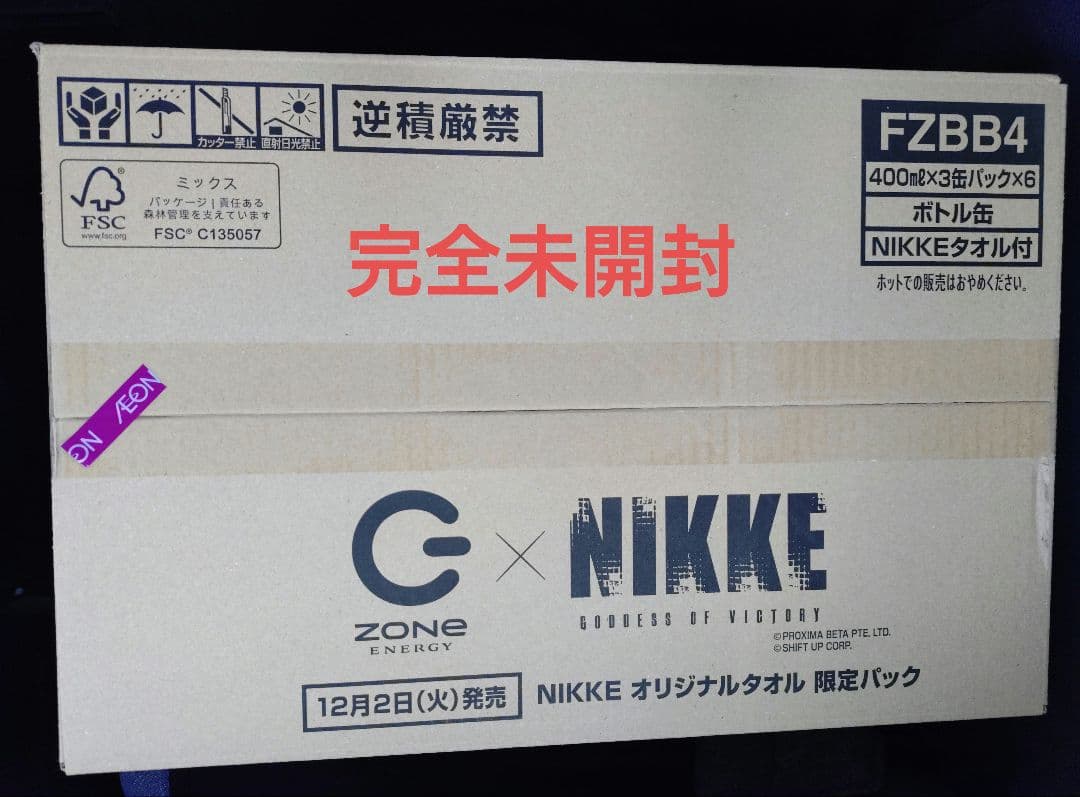 カッター禁止 直射日光禁止
逆積厳禁
FSC®
www.fsc.org
ミックス
パッケージ | 責任ある
森林管理を支えています
FSC® C135057
FZBB4
400㎖×3缶パック×6
ボトル缶
NIKKEタオル付
ホットでの販売はおやめください。
完全未開封
ÆON
ON
ZONe
ENERGY
×
NIKKE
GODDESS OF VICTORY
©PROXIMA BETA PTE. LTD.
©SHIFT UP CORP.
12月2日(火)発売
NIKKE オリジナルタオル 限定パック